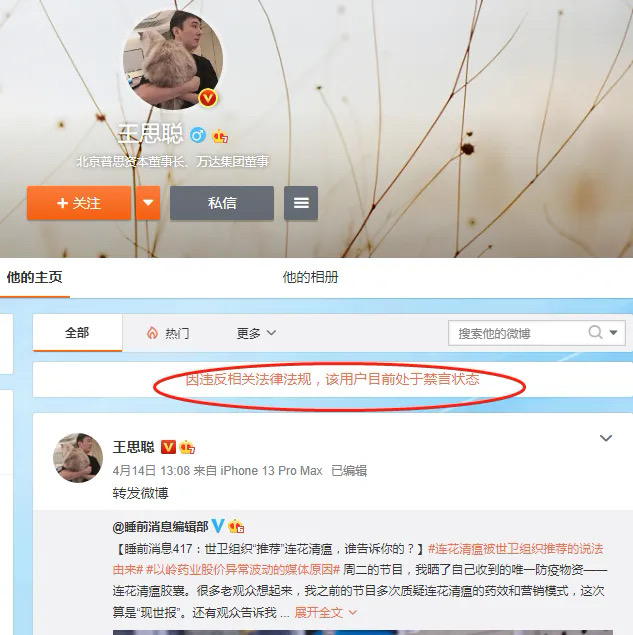 王思聪
北京普思资本董事长、万达集团董事
+ 关注
私信
他的主页
他的相册
全部
热门
更多
搜索他的微博
因违反相关法律法规，该用户目前处于禁言状态
王思聪
4月14日 13:08 来自 iPhone 13 Pro Max 已编辑
转发微博
@睡前消息编辑部
【睡前消息417：世卫组织“推荐”连花清瘟，谁告诉你的？】#连花清瘟被世卫组织推荐的说法
由来# #以岭药业股价异常波动的媒体原因# 周二的节目，我晒了自己收到的唯一防疫物资——
连花清瘟胶囊。很多老观众想起来，我之前的节目多次质疑连花清瘟的药效和营销模式，这次
算是“现世报”。还有观众告诉我 ... 展开全文